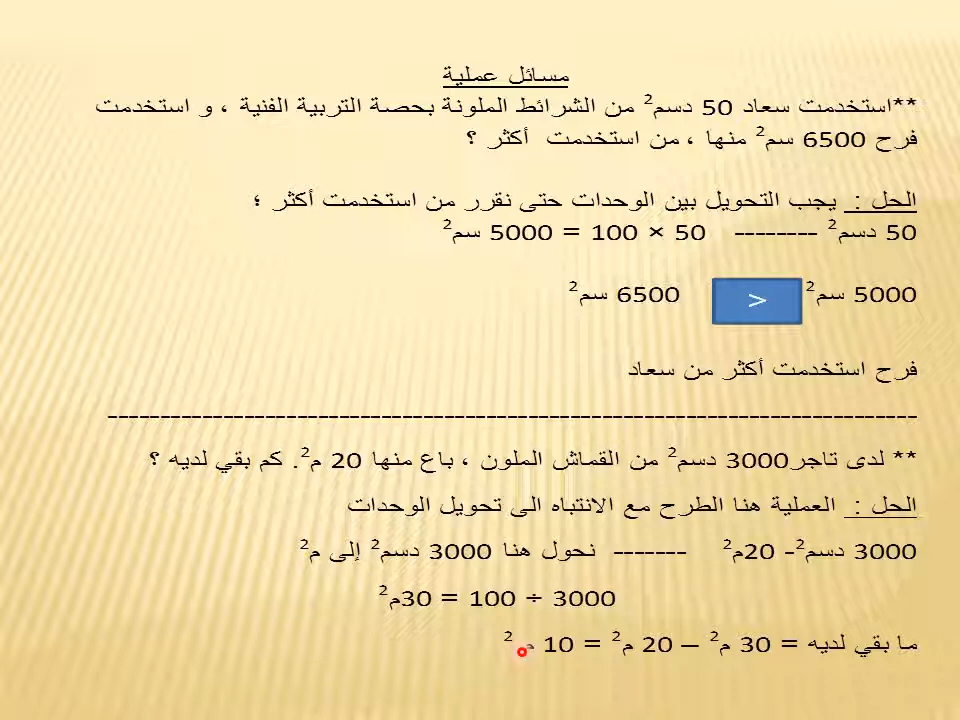 مسائل عملية
**استخدمت سعاد 50 دسم² من الشرائط الملونة بحصة التربية الفنية ، و استخدمت
فرح 6500 سم² منها ، من استخدمت أكثر ؟
الحل : يجب التحويل بين الوحدات حتى نقرر من استخدمت أكثر ؛
50 دسم² -------- 50 × 100 = 5000 سم²
5000 سم² > 6500 سم²
فرح استخدمت أكثر من سعاد
------------------------------------------------------------------------------
** لدى تاجر3000 دسم² من القماش الملون ، باع منها 20 م². كم بقي لديه ؟
الحل : العملية هنا الطرح مع الانتباه الى تحويل الوحدات
3000 دسم²- 20م² ------- نحول هنا 3000 دسم² إلى م²
3000 ÷ 100 = 30م²
ما بقي لديه = 30 م² – 20 م² = 10 م²